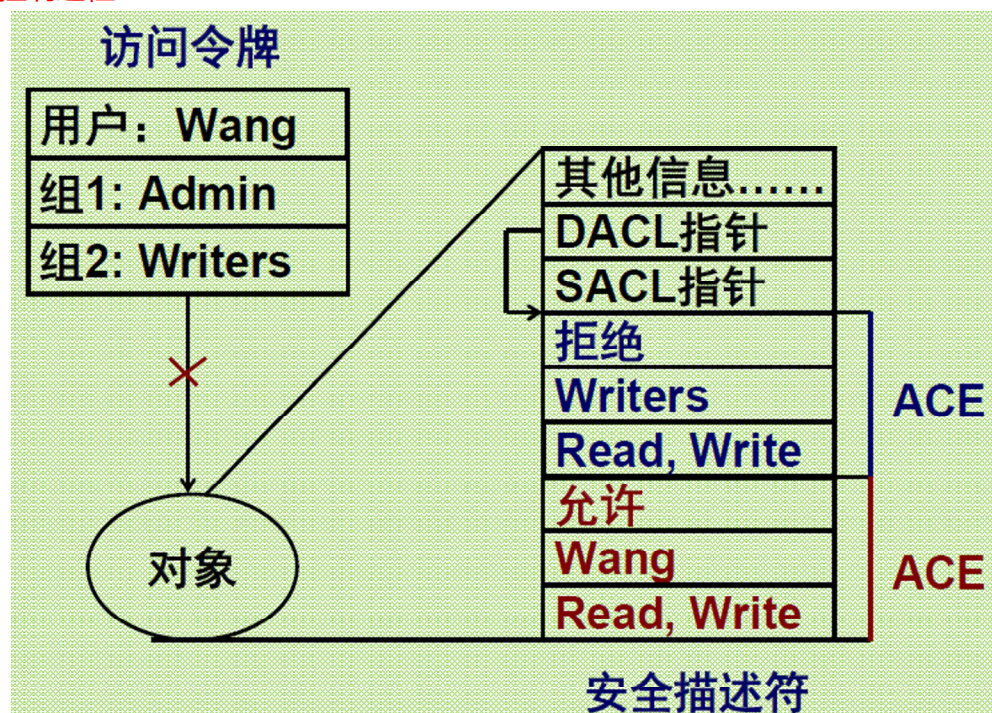 访问令牌
用户：Wang
组1: Admin
组2: Writers
对象
其他信息......
DACL指针
SACL指针
拒绝
Writers
Read, Write
ACE
允许
Wang
Read, Write
ACE
安全描述符